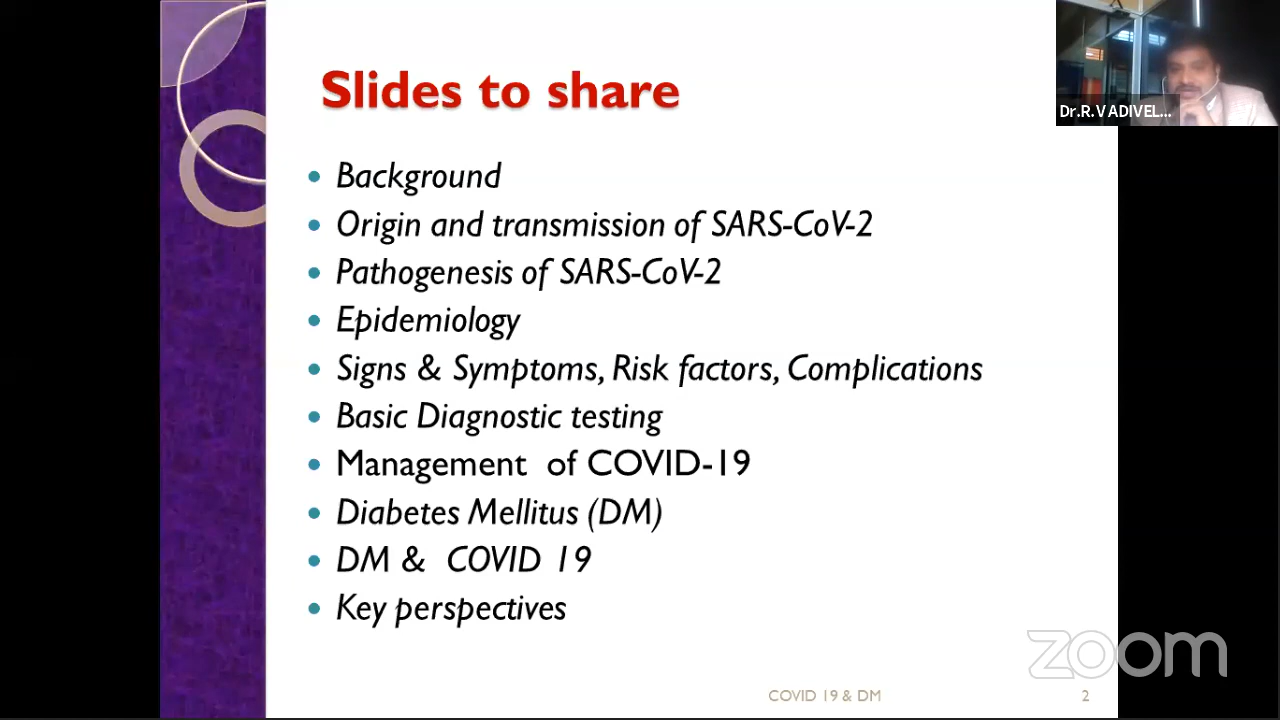 Slides to share
Dr.R.VADIVEL...
• Background
• Origin and transmission of SARS-CoV-2
• Pathogenesis of SARS-CoV-2
• Epidemiology
• Signs & Symptoms, Risk factors, Complications
• Basic Diagnostic testing
• Management of COVID-19
• Diabetes Mellitus (DM)
• DM & COVID 19
• Key perspectives
zoom
COVID 19 & DM
2